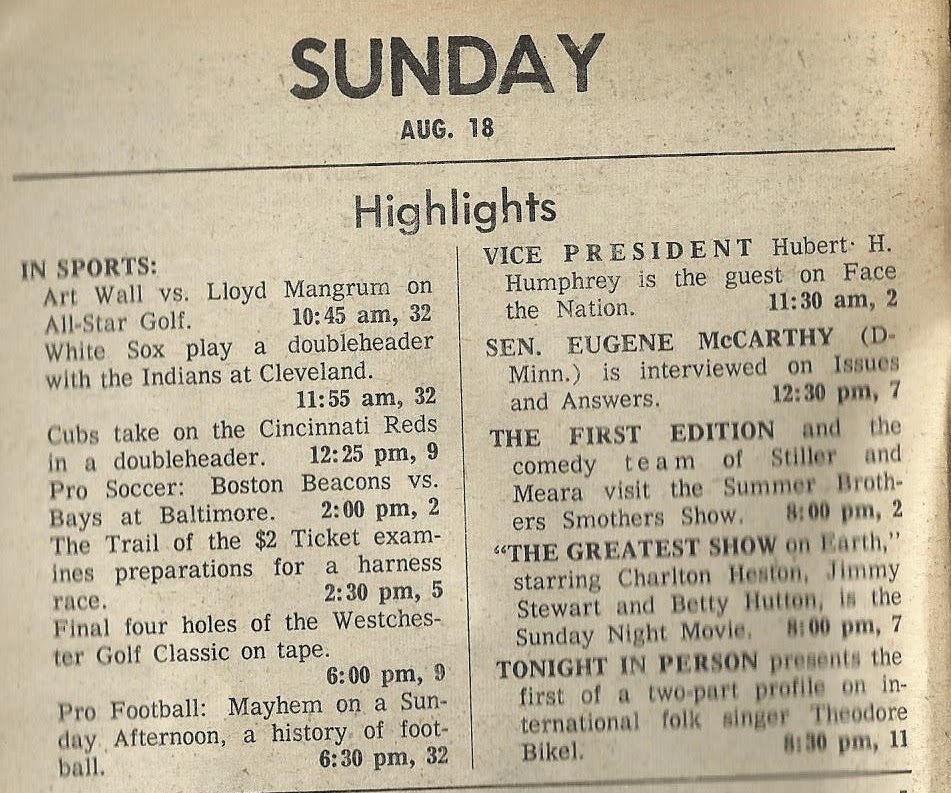 SUNDAY
AUG. 18
Highlights
IN SPORTS:
Art Wall vs. Lloyd Mangrum on
All-Star Golf. 10:45 am, 32
White Sox play a doubleheader
with the Indians at Cleveland.
11:55 am, 32
Cubs take on the Cincinnati Reds
in a doubleheader. 12:25 pm, 9
Pro Soccer: Boston Beacons vs.
Bays at Baltimore. 2:00 pm, 2
The Trail of the $2 Ticket exam-
ines preparations for a harness
race. 2:30 pm, 5
Final four holes of the Westches-
ter Golf Classic on tape.
6:00 pm, 9
Pro Football: Mayhem on a Sun-
day Afternoon, a history of foot-
ball. 6:30 pm, 32
VICE PRESIDENT Hubert H.
Humphrey is the guest on Face
the Nation. 11:30 am, 2
SEN. EUGENE McCARTHY (D-
Minn.) is interviewed on Issues
and Answers. 12:30 pm, 7
THE FIRST EDITION and the
comedy team of Stiller and
Meara visit the Summer Broth-
ers Smothers Show. 8:00 pm, 2
"THE GREATEST SHOW on Earth,"
starring Charlton Heston, Jimmy
Stewart and Betty Hutton, is the
Sunday Night Movie. 8:00 pm, 7
TONIGHT IN PERSON presents the
first of a two-part profile on in-
ternational folk singer Theodore
Bikel. 8:30 pm, 11